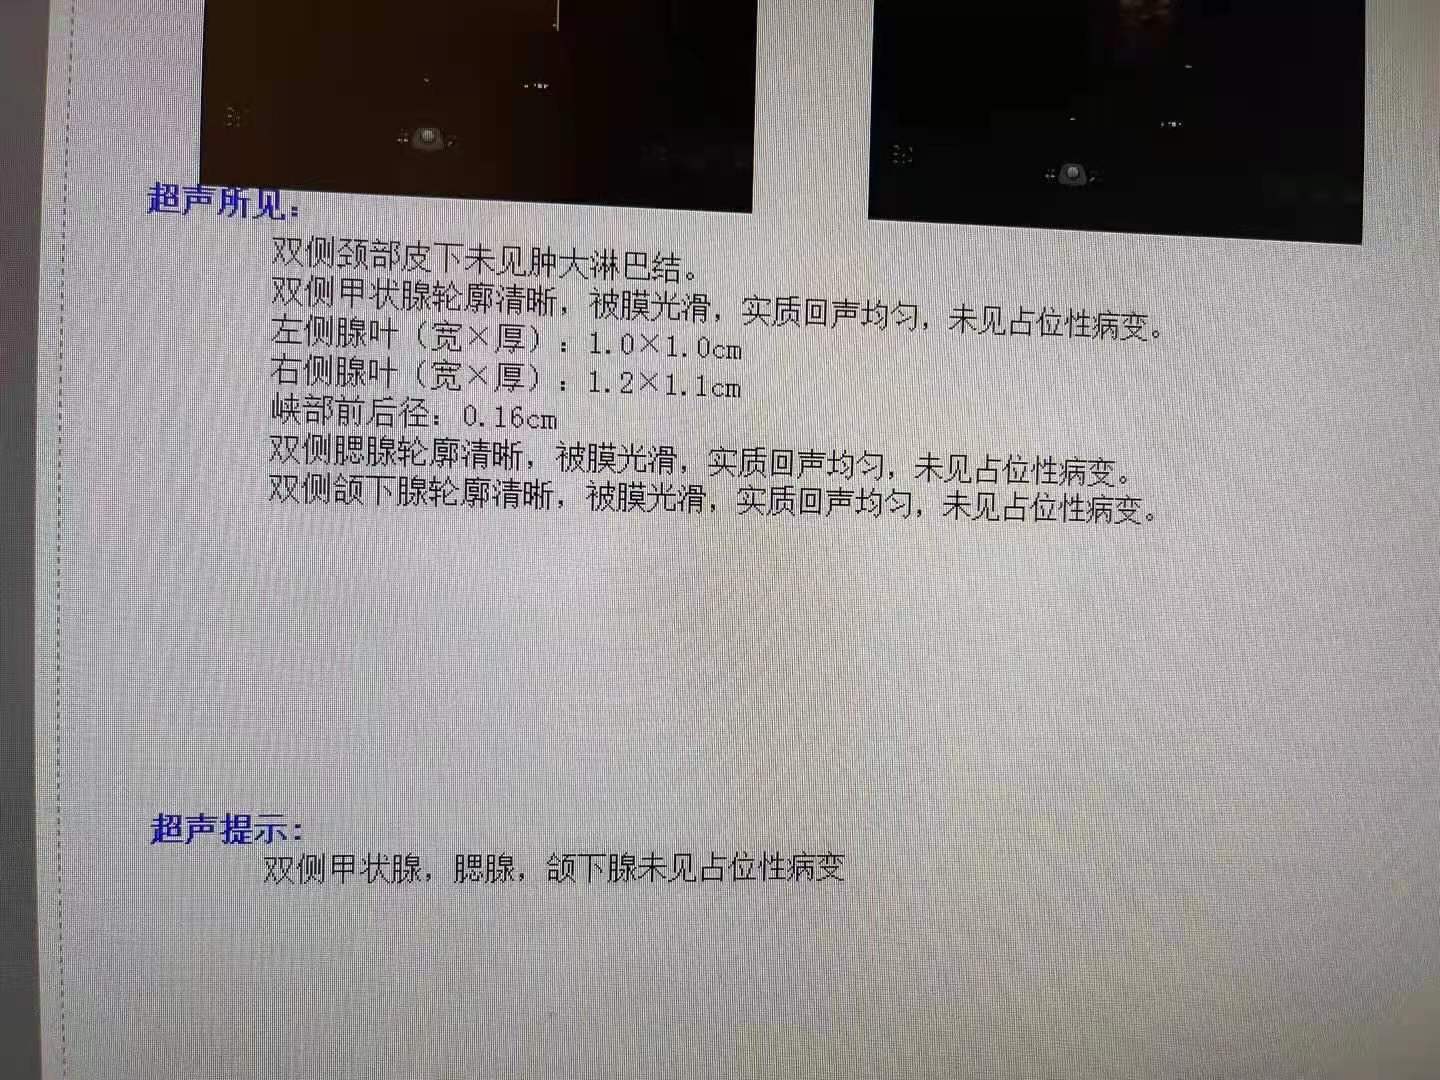 超声所见：
双侧颈部皮下未见肿大淋巴结。
双侧甲状腺轮廓清晰，被膜光滑，实质回声均匀，未见占位性病变。
左侧腺叶（宽×厚）：1.0×1.0cm
右侧腺叶（宽×厚）：1.2×1.1cm
峡部前后径：0.16cm
双侧腮腺轮廓清晰，被膜光滑，实质回声均匀，未见占位性病变。
双侧颌下腺轮廓清晰，被膜光滑，实质回声均匀，未见占位性病变。
超声提示：
双侧甲状腺，腮腺，颌下腺未见占位性病变